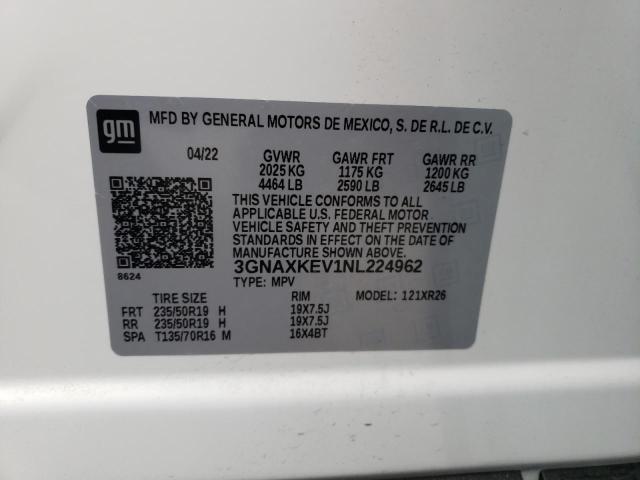 gm
MFD BY GENERAL MOTORS DE MEXICO, S. DE R.L. DE C.V.
04/22 GVWR GAWR FRT GAWR RR
2025 KG 1175 KG 1200 KG
4464 LB 2590 LB 2645 LB
THIS VEHICLE CONFORMS TO ALL
APPLICABLE U.S. FEDERAL MOTOR
VEHICLE SAFETY AND THEFT PREVENTION
STANDARDS IN EFFECT ON THE DATE OF
MANUFACTURE SHOWN ABOVE.
8624
3GNAXKEV1NL224962
TYPE: MPV
TIRE SIZE RIM MODEL: 121XR26
FRT 235/50R19 H 19X7.5J
RR 235/50R19 H 19X7.5J
SPA T135/70R16 M 16X4BT